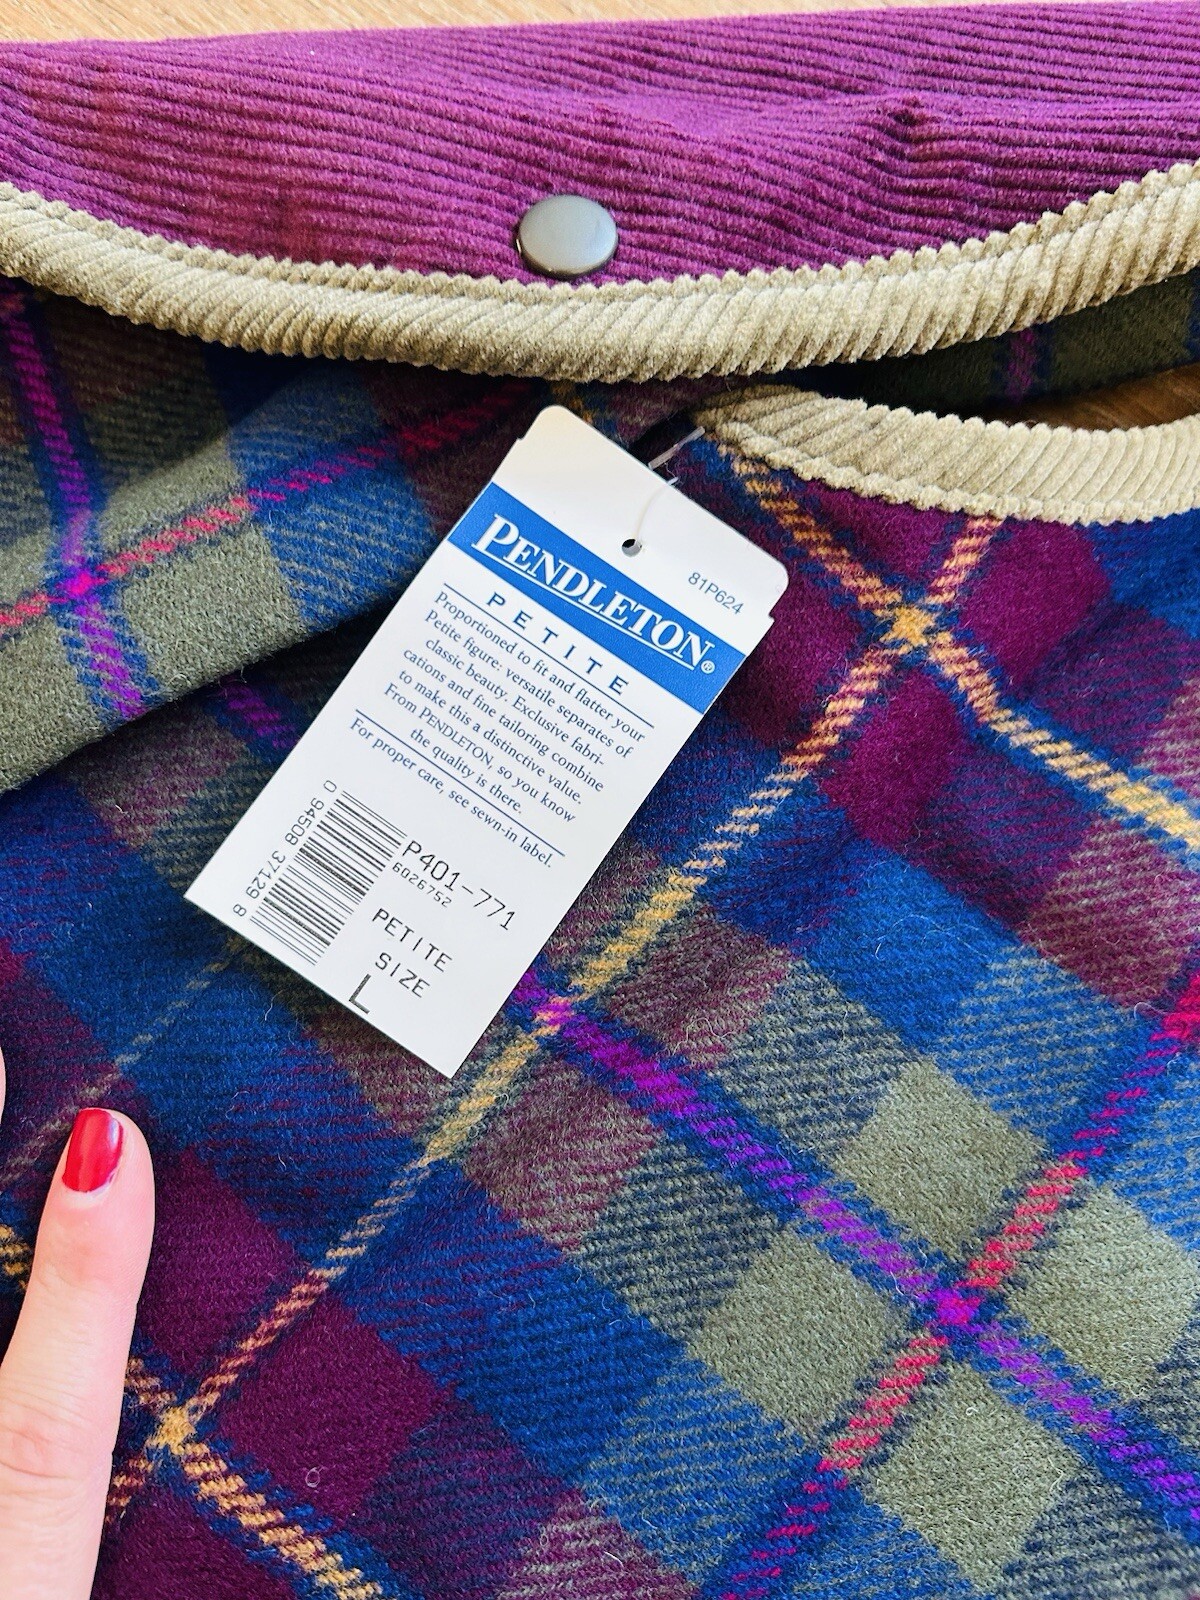 81P624
PENDLETON®
PETITE
Proportioned to fit and flatter your
Petite figure: versatile separates of
classic beauty. Exclusive fabri-
cations and fine tailoring combine
to make this a distinctive value.
From PENDLETON, so you know
the quality is there.
For proper care, see sewn-in label.
0 94508 37129 8
P401-771
6026752
PETITE
SIZE
L